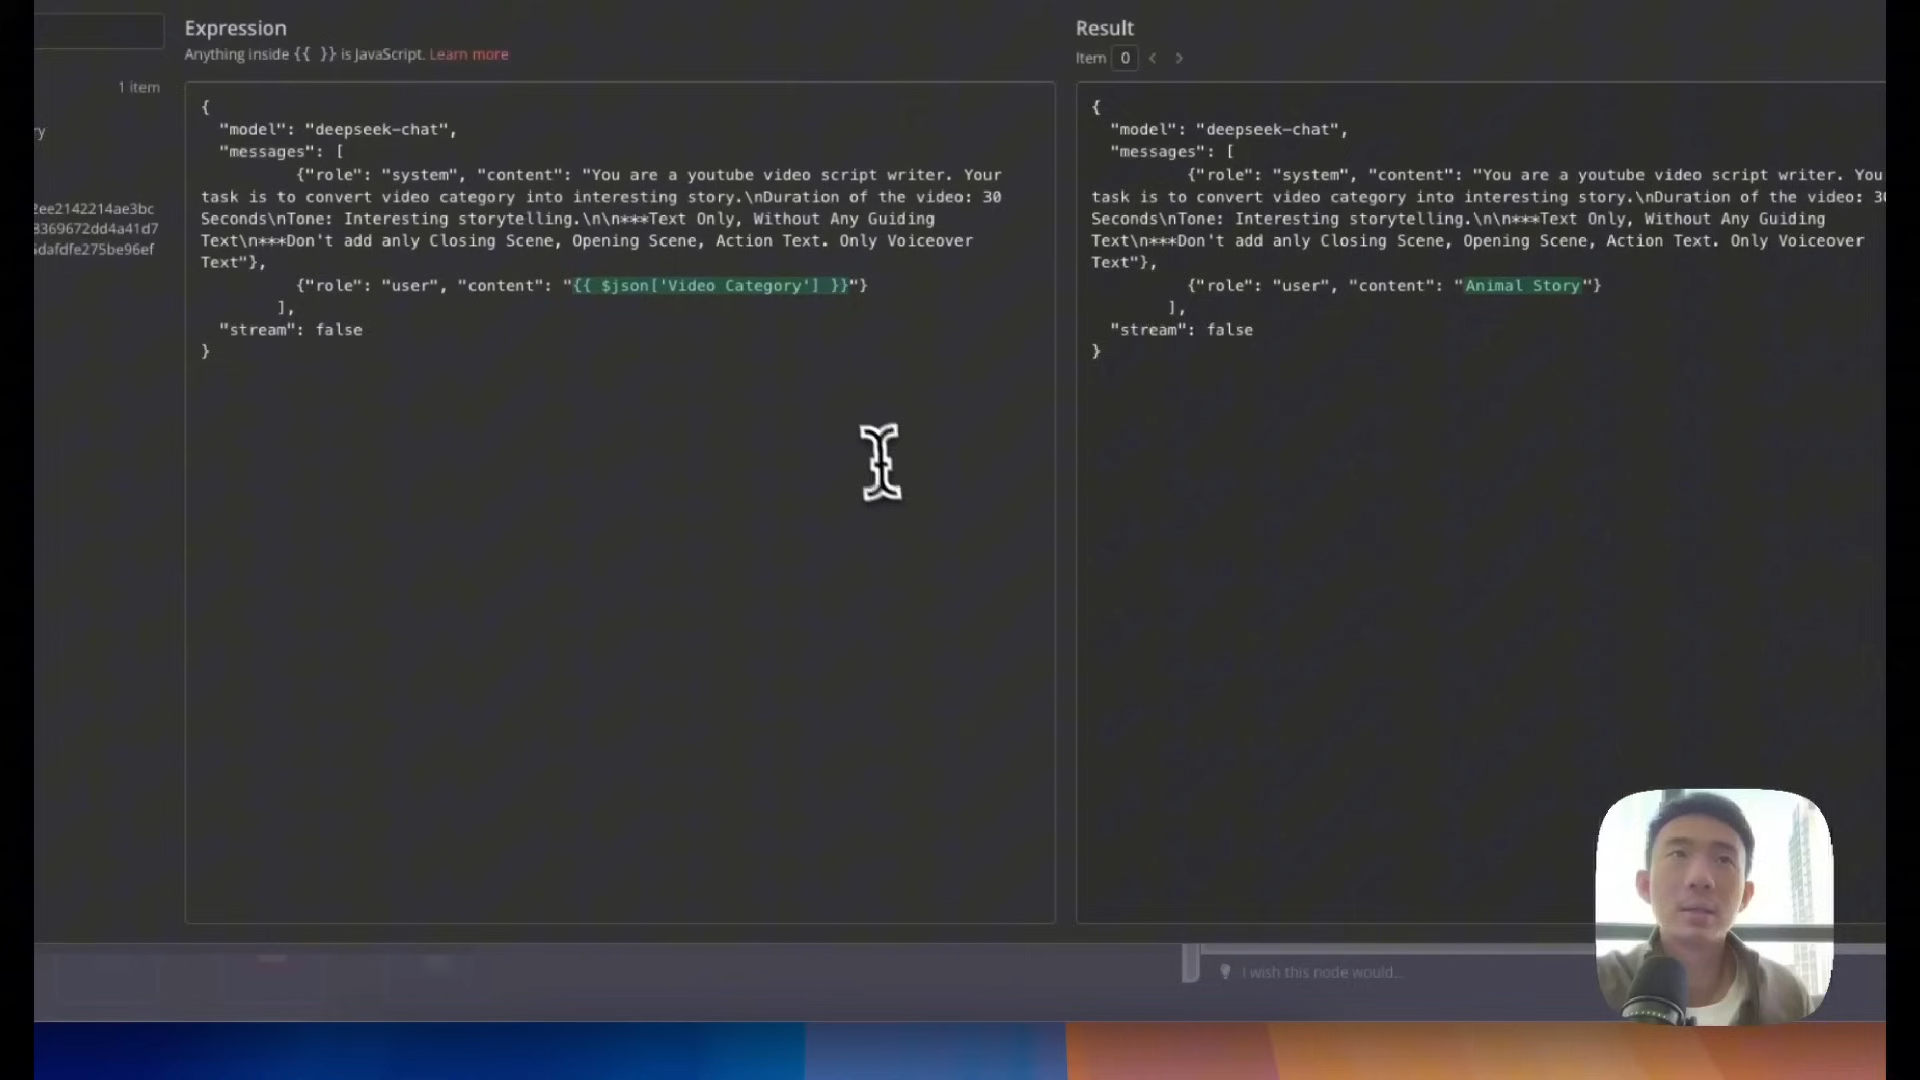 Expression
Anything inside {{ }} is JavaScript. Learn more
1 item
ry
2ee2142214ae3bc
8369672dd4a41d7
5dafdfe275be96ef
{
"model": "deepseek-chat",
"messages": [
{"role": "system", "content": "You are a youtube video script writer. Your
task is to convert video category into interesting story.\nDuration of the video: 30
Seconds\nTone: Interesting storytelling.\n\n***Text Only, Without Any Guiding
Text\n***Don't add anly Closing Scene, Opening Scene, Action Text. Only Voiceover
Text"},
{"role": "user", "content": "{{ $json['Video Category'] }}"}
],
"stream": false
}
Result
Item 0 < >
{
"model": "deepseek-chat",
"messages": [
{"role": "system", "content": "You are a youtube video script writer. You
task is to convert video category into interesting story.\nDuration of the video: 30
Seconds\nTone: Interesting storytelling.\n\n***Text Only, Without Any Guiding
Text\n***Don't add anly Closing Scene, Opening Scene, Action Text. Only Voiceover
Text"},
{"role": "user", "content": "Animal Story"}
],
"stream": false
}
I wish this node would...